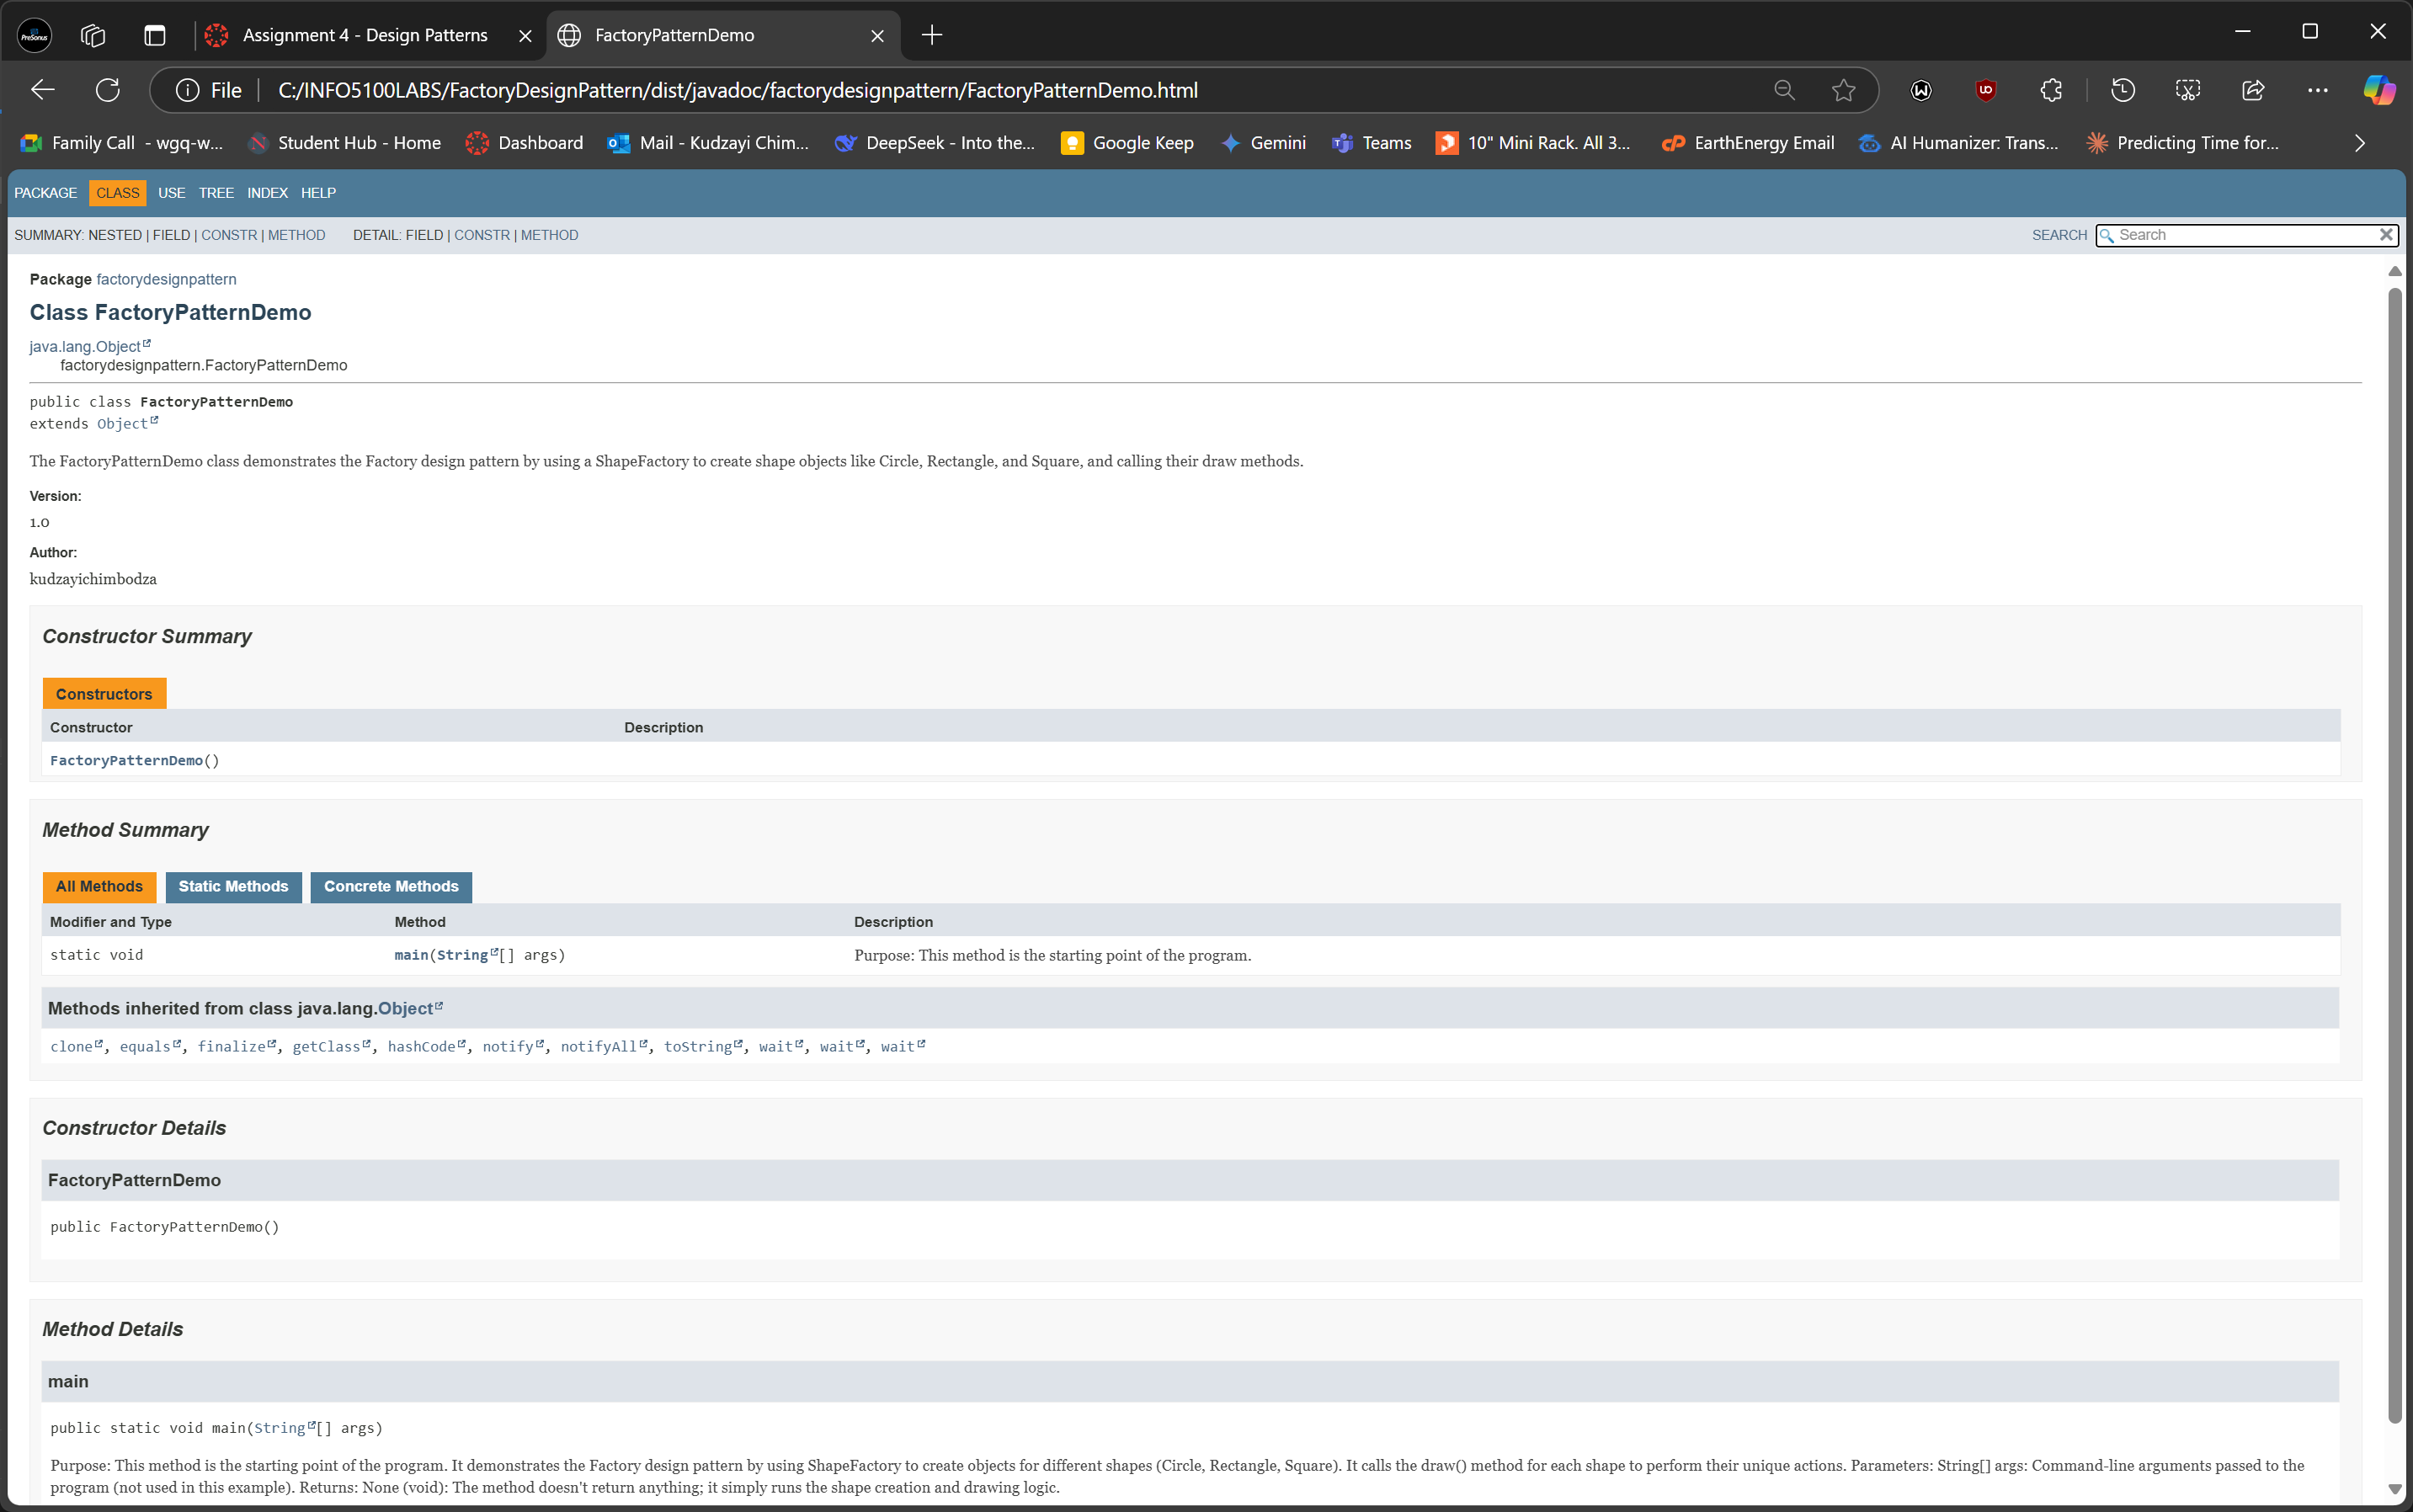 PreSonus
Assignment 4 - Design Patterns
FactoryPatternDemo
File
C:/INFO5100LABS/FactoryDesignPattern/dist/javadoc/factorydesignpattern/FactoryPatternDemo.html
Family Call - wgq-w...
Student Hub - Home
Dashboard
Mail - Kudzayi Chim...
DeepSeek - Into the...
Google Keep
Gemini
Teams
10" Mini Rack. All 3...
EarthEnergy Email
AI Humanizer: Trans...
Predicting Time for...
PACKAGE CLASS USE TREE INDEX HELP
SUMMARY: NESTED | FIELD | CONSTR | METHOD DETAIL: FIELD | CONSTR | METHOD
SEARCH Search
Package factorydesignpattern
Class FactoryPatternDemo
java.lang.Object
factorydesignpattern.FactoryPatternDemo
public class FactoryPatternDemo
extends Object
The FactoryPatternDemo class demonstrates the Factory design pattern by using a ShapeFactory to create shape objects like Circle, Rectangle, and Square, and calling their draw methods.
Version:
1.0
Author:
kudzayichimbodza
Constructor Summary
Constructors
Constructor Description
FactoryPatternDemo()
Method Summary
All Methods Static Methods Concrete Methods
Modifier and Type Method Description
static void main(String[] args) Purpose: This method is the starting point of the program.
Methods inherited from class java.lang.Object
clone, equals, finalize, getClass, hashCode, notify, notifyAll, toString, wait, wait, wait
Constructor Details
FactoryPatternDemo
public FactoryPatternDemo()
Method Details
main
public static void main(String[] args)
Purpose: This method is the starting point of the program. It demonstrates the Factory design pattern by using ShapeFactory to create objects for different shapes (Circle, Rectangle, Square). It calls the draw() method for each shape to perform their unique actions. Parameters: String[] args: Command-line arguments passed to the
program (not used in this example). Returns: None (void): The method doesn't return anything; it simply runs the shape creation and drawing logic.